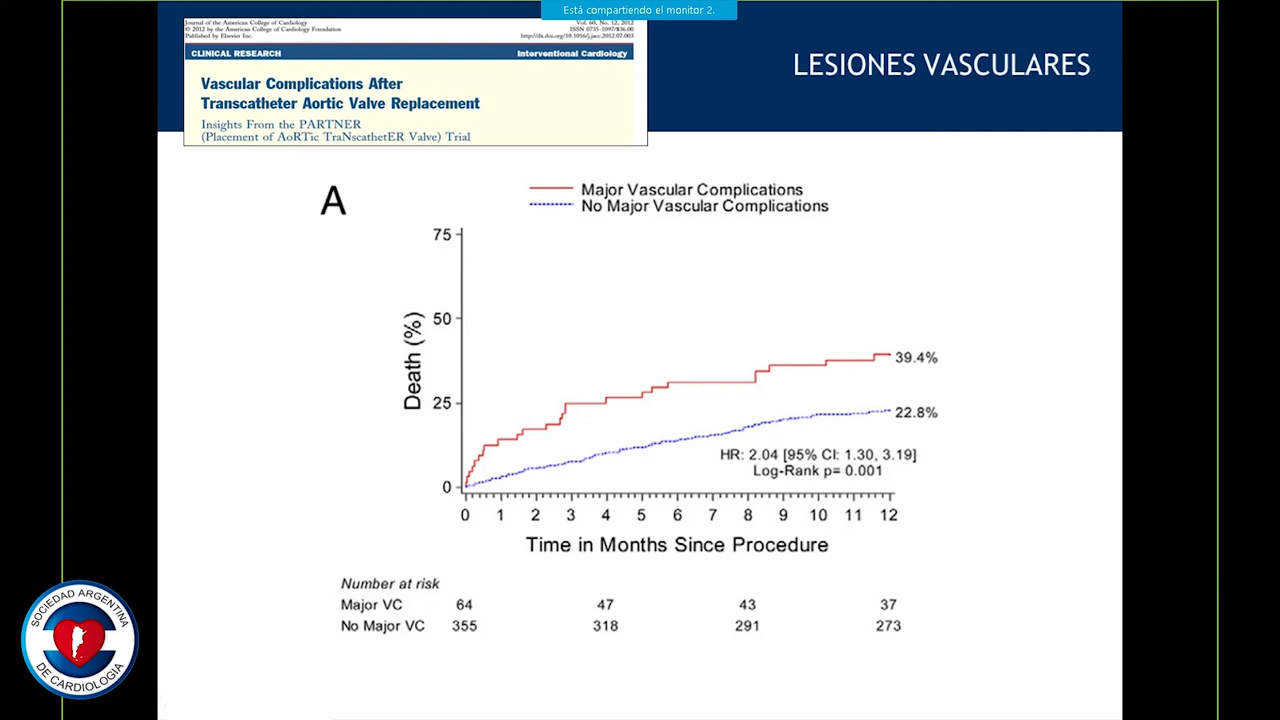 Está compartiendo el monitor 2.
Journal of the American College of Cardiology
© 2012 by the American College of Cardiology Foundation
Published by Elsevier Inc.
Vol. 60, No. 12, 2012
ISSN 0735-1097/$36.00
http://dx.doi.org/10.1016/j.jacc.2012.07.003
CLINICAL RESEARCH
Interventional Cardiology
Vascular Complications After
Transcatheter Aortic Valve Replacement
Insights From the PARTNER
(Placement of AoRTic TraNscathetER Valve) Trial
LESIONES VASCULARES
A
Major Vascular Complications
No Major Vascular Complications
Death (%)
75
50
25
0
39.4%
22.8%
HR: 2.04 [95% CI: 1.30, 3.19]
Log-Rank p= 0.001
0 1 2 3 4 5 6 7 8 9 10 11 12
Time in Months Since Procedure
Number at risk
Major VC 64 47 43 37
No Major VC 355 318 291 273
SOCIEDAD ARGENTINA
DE CARDIOLOGIA